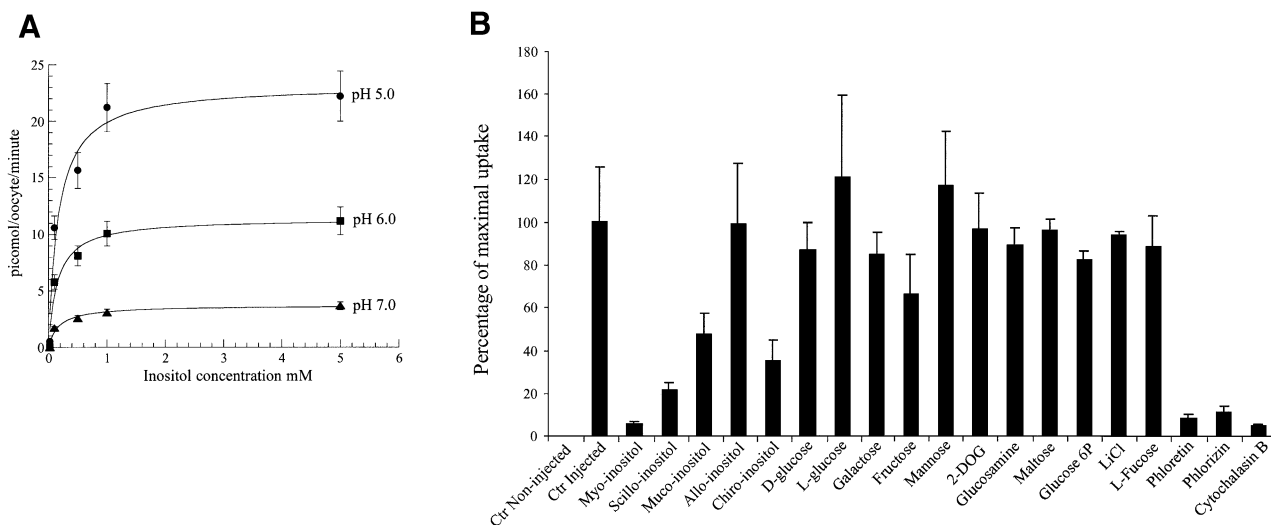 A
25
20
15
10
5
0
picomol/oocyte/minute
pH 5.0
pH 6.0
pH 7.0
0 1 2 3 4 5 6
Inositol concentration mM
B
180
160
140
120
100
80
60
40
20
0
Percentage of maximal uptake
Ctr Non-injected
Ctr Injected
Myo-inositol
Scillo-inositol
Muco-inositol
Allo-inositol
Chiro-inositol
D-glucose
L-glucose
Galactose
Fructose
Mannose
2-DOG
Glucosamine
Maltose
Glucose 6P
LiCl
L-Fucose
Phloretin
Phlorizin
Cytochalasin B